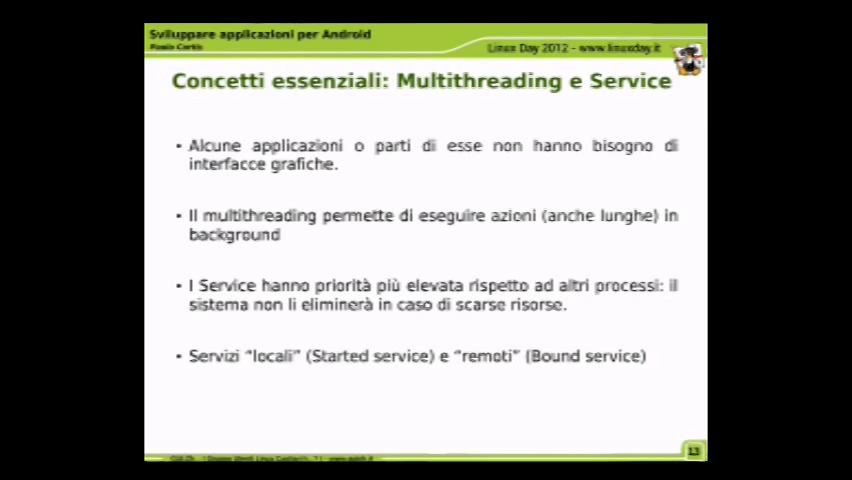 Sviluppare applicazioni per Android
Linux Day 2012 - www.linuxday.it
Concetti essenziali: Multithreading e Service
• Alcune applicazioni o parti di esse non hanno bisogno di
interfacce grafiche.
• Il multithreading permette di eseguire azioni (anche lunghe) in
background
• I Service hanno priorità più elevata rispetto ad altri processi: il
sistema non li eliminerà in caso di scarse risorse.
• Servizi “locali” (Started service) e “remoti” (Bound service)
13